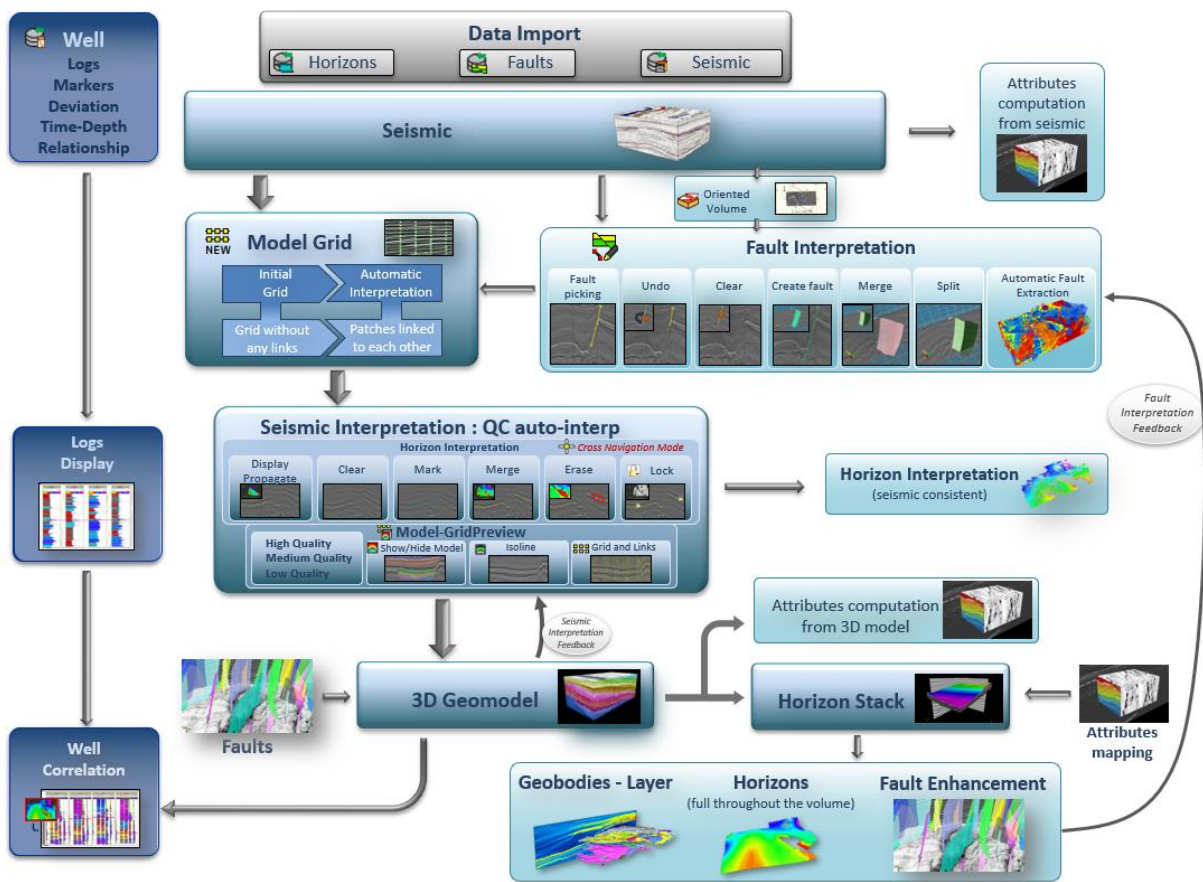 Well
Logs
Markers
Deviation
Time-Depth
Relationship
Data Import
Horizons
Faults
Seismic
Seismic
Attributes
computation
from seismic
Oriented
Volume
NEW
Model Grid
Initial
Grid
Automatic
Interpretation
Grid without
any links
Patches linked
to each other
Fault Interpretation
Fault
picking
Undo
Clear
Create fault
Merge
Split
Automatic Fault
Extraction
Fault
Interpretation
Feedback
Logs
Display
Seismic Interpretation : QC auto-interp
Horizon Interpretation
Cross Navigation Mode
Display
Propagate
Clear
Mark
Merge
Erase
Lock
Model-GridPreview
High Quality
Medium Quality
Low Quality
Show/Hide Model
Isoline
Grid and Links
Horizon Interpretation
(seismic consistent)
Seismic
Interpretation
Feedback
Attributes computation
from 3D model
Faults
3D Geomodel
Horizon Stack
Attributes
mapping
Well
Correlation
Geobodies - Layer
Horizons
(full throughout the volume)
Fault Enhancement